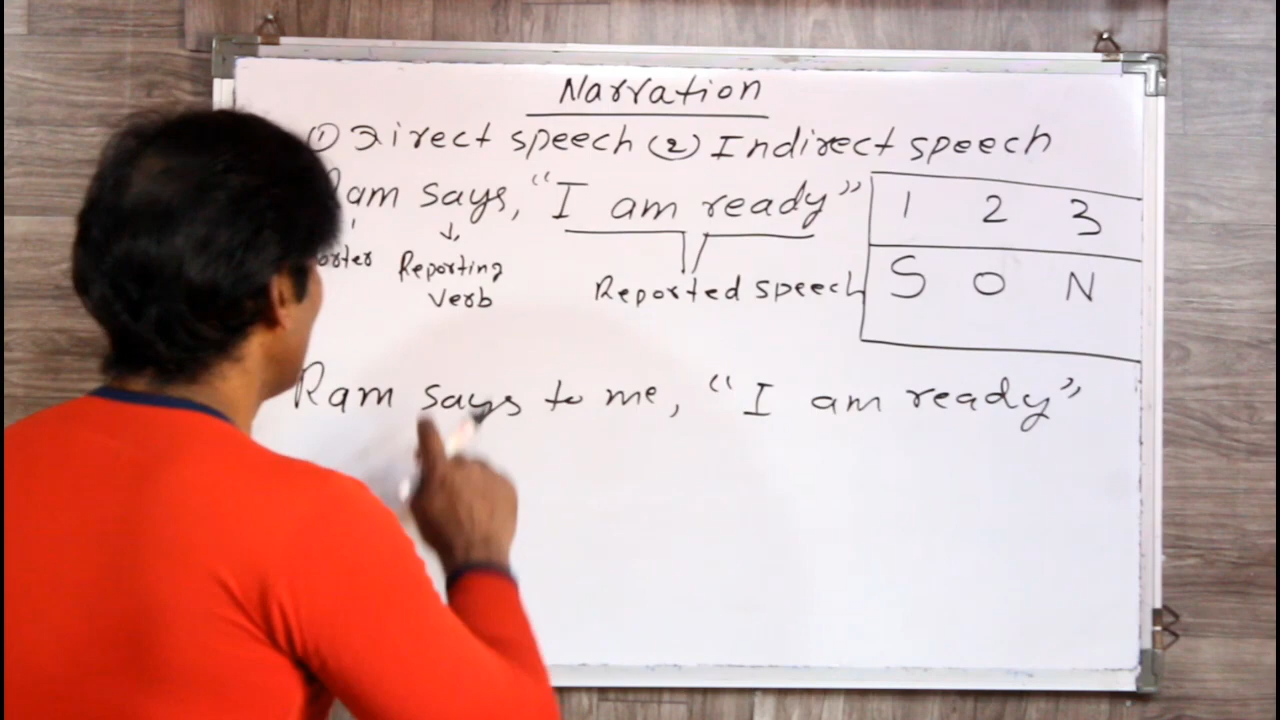 Narration
① Direct speech ② Indirect speech
Ram says, "I am ready"
1 2 3
Reporting
Verb
Reported speech
S O N
Ram says to me, "I am ready"